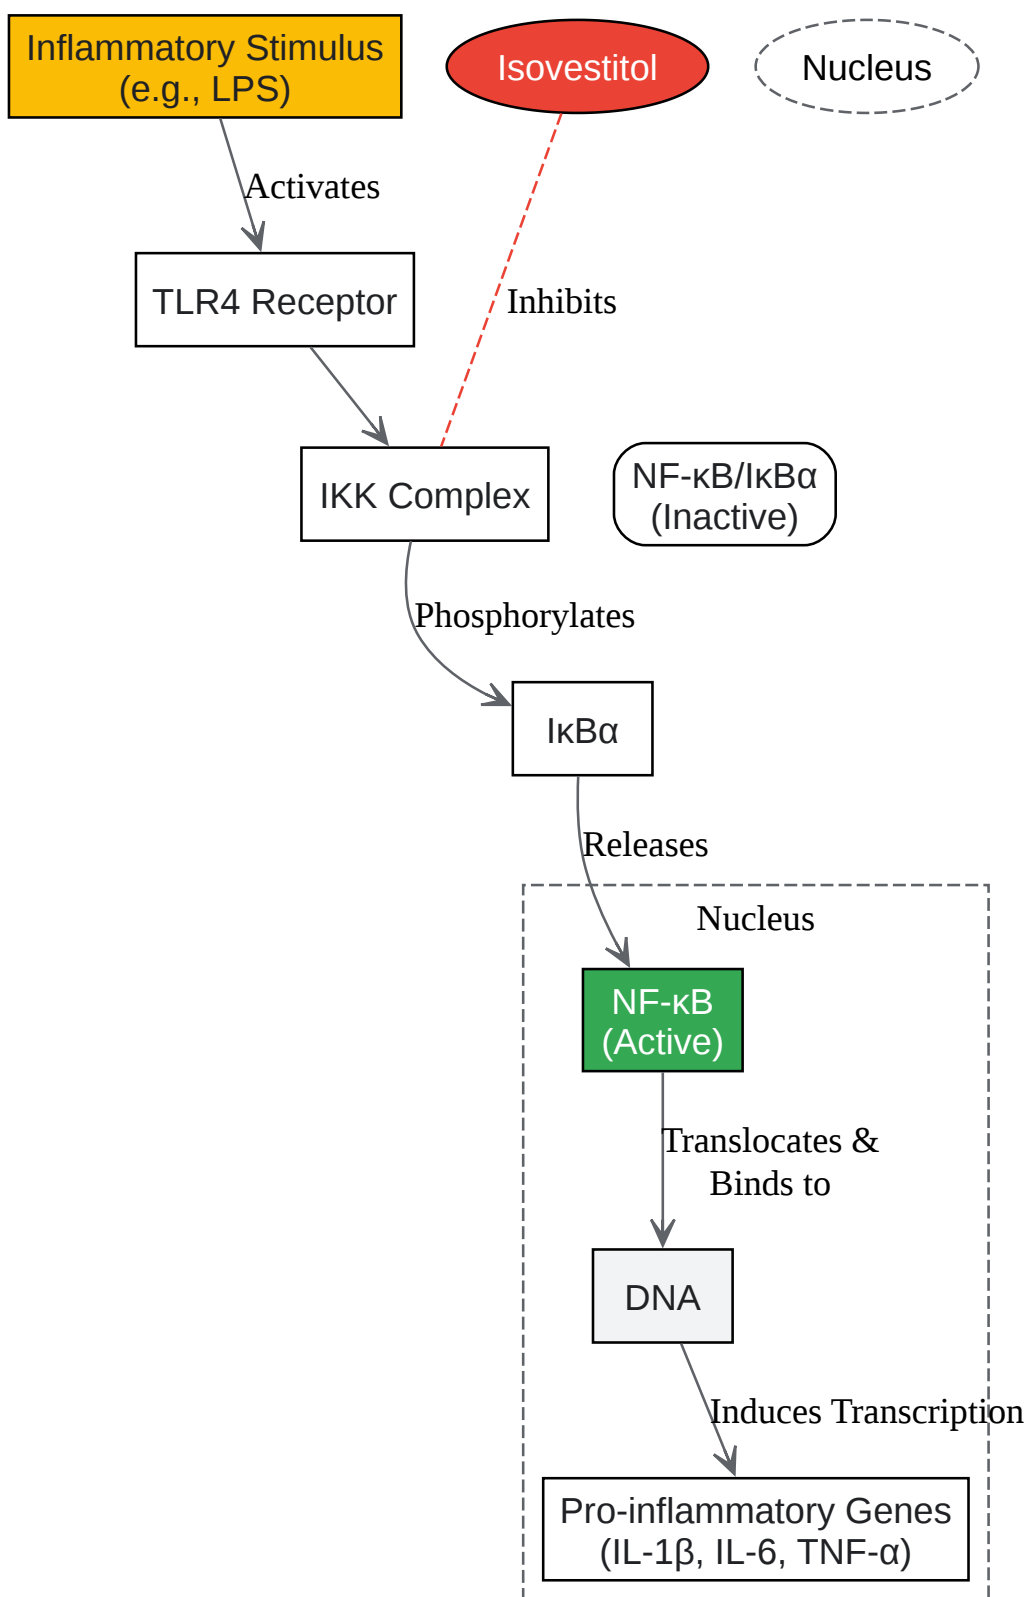 Inflammatory Stimulus
(e.g., LPS)
Isovestitol
Nucleus
Activates
TLR4 Receptor
Inhibits
IKK Complex
NF-κB/IκBα
(Inactive)
Phosphorylates
IκBα
Releases
Nucleus
NF-κB
(Active)
Translocates &
Binds to
DNA
Induces Transcription
Pro-inflammatory Genes
(IL-1β, IL-6, TNF-α)